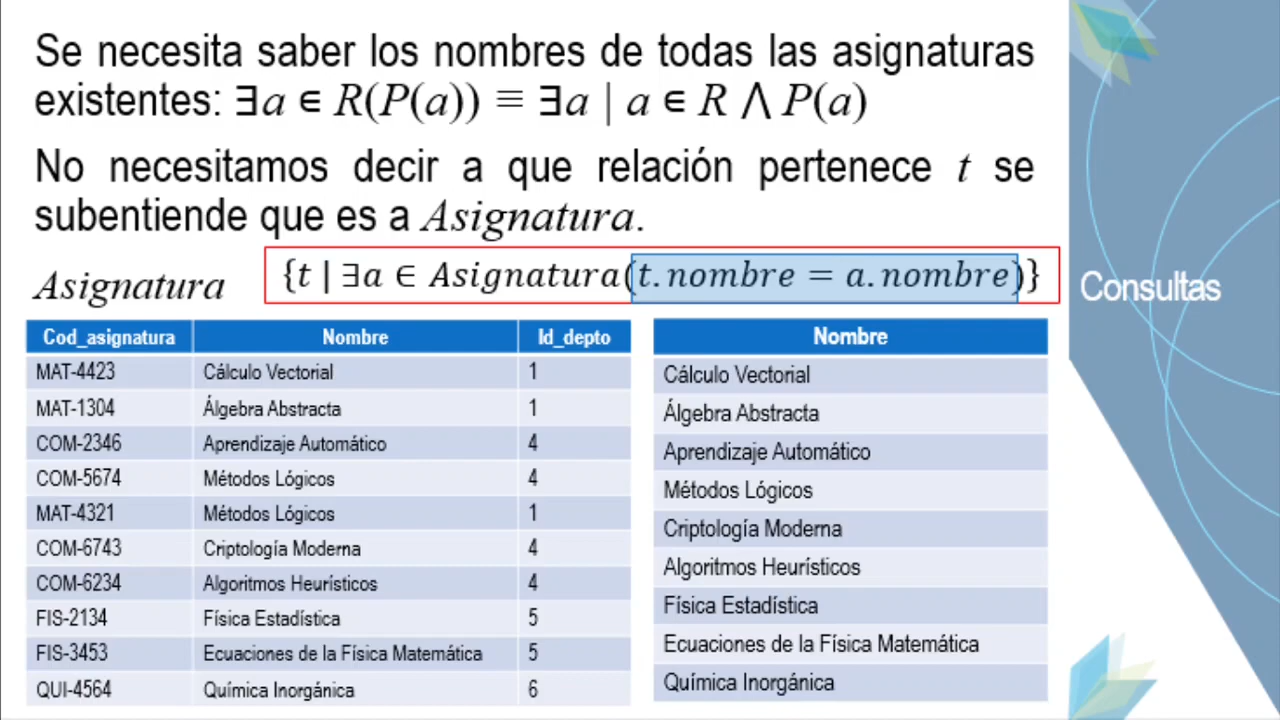 Se necesita saber los nombres de todas las asignaturas
existentes: ∃a ∈ R(P(a)) ≡ ∃a | a ∈ R ⋀ P(a)
No necesitamos decir a que relación pertenece t se
subentiende que es a Asignatura.
Asignatura
{t | ∃a ∈ Asignatura(t.nombre = a.nombre)}
Consultas
Cod_asignatura Nombre Id_depto
MAT-4423 Cálculo Vectorial 1
MAT-1304 Álgebra Abstracta 1
COM-2346 Aprendizaje Automático 4
COM-5674 Métodos Lógicos 4
MAT-4321 Métodos Lógicos 1
COM-6743 Criptología Moderna 4
COM-6234 Algoritmos Heurísticos 4
FIS-2134 Física Estadística 5
FIS-3453 Ecuaciones de la Física Matemática 5
QUI-4564 Química Inorgánica 6
Nombre
Cálculo Vectorial
Álgebra Abstracta
Aprendizaje Automático
Métodos Lógicos
Criptología Moderna
Algoritmos Heurísticos
Física Estadística
Ecuaciones de la Física Matemática
Química Inorgánica